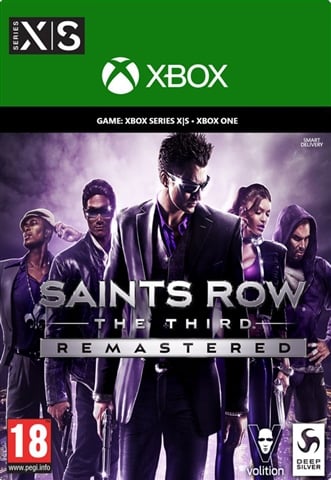 SERIES X|S
XBOX
GAME: XBOX SERIES X|S • XBOX ONE
SMART
DELIVERY
SAINTS ROW
THE THIRD
REMASTERED
18
www.pegi.info
volition
DEEP
SILVER